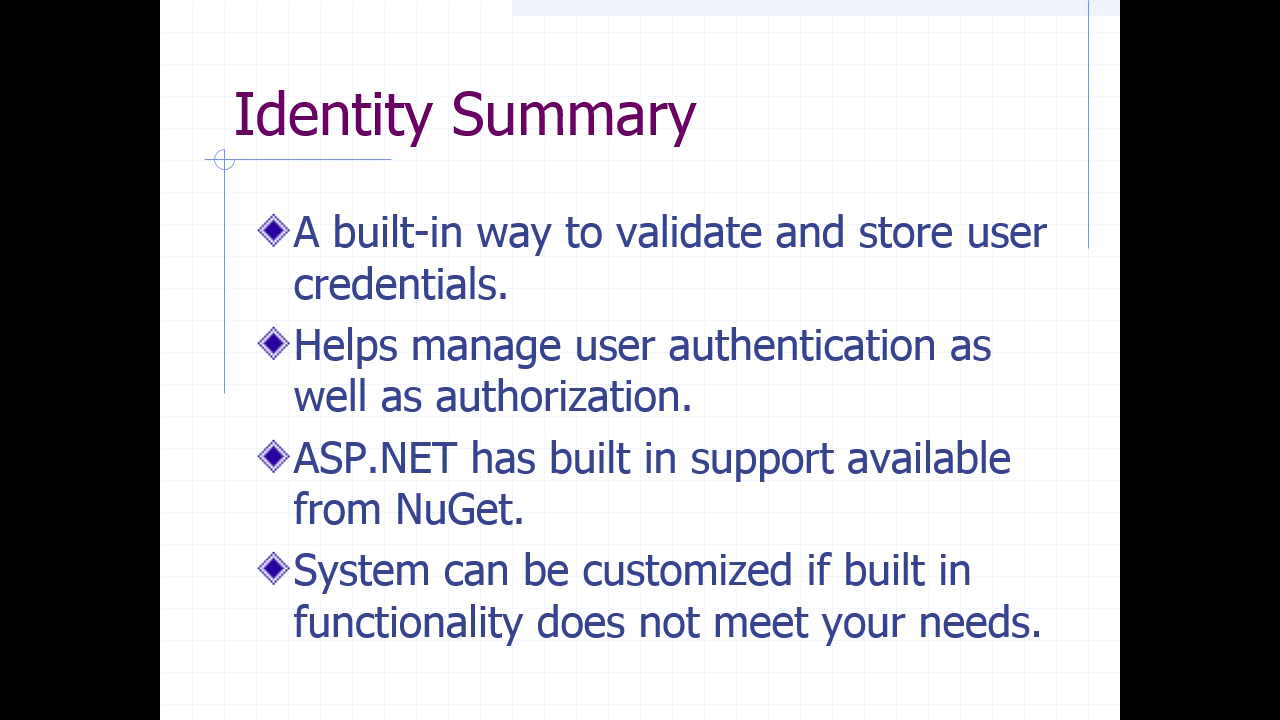 Identity Summary
A built-in way to validate and store user
credentials.
Helps manage user authentication as
well as authorization.
ASP.NET has built in support available
from NuGet.
System can be customized if built in
functionality does not meet your needs.